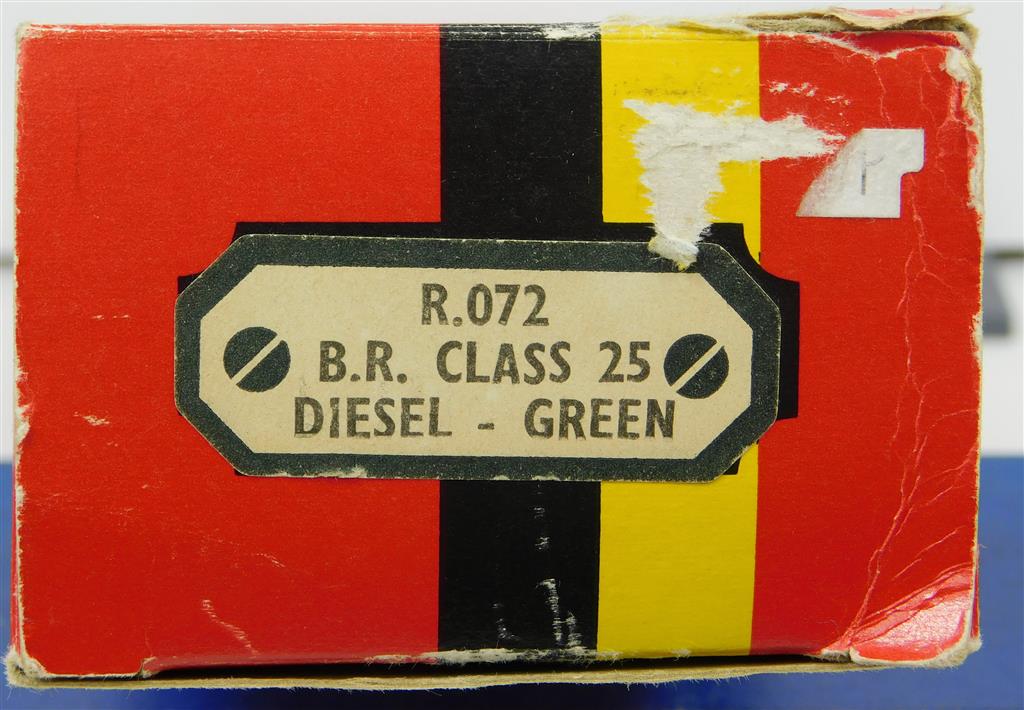 R.072
B.R. CLASS 25
DIESEL - GREEN